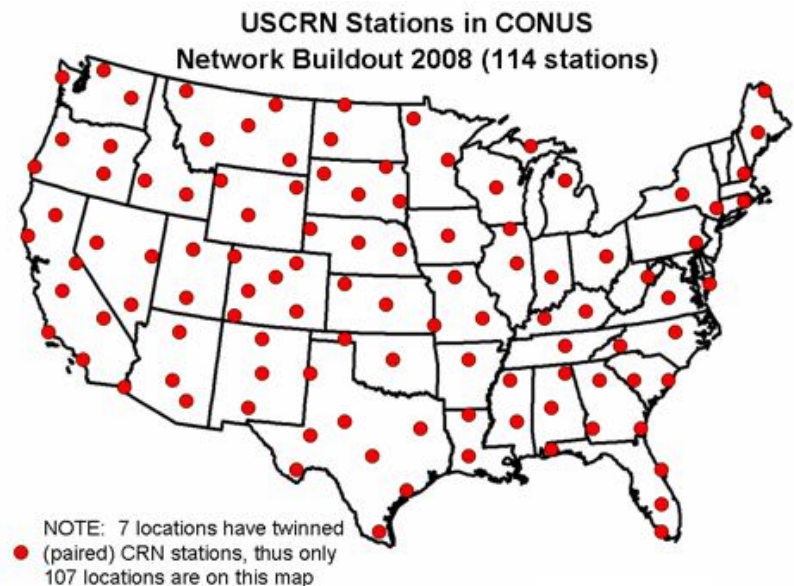 USCRN Stations in CONUS
Network Buildout 2008 (114 stations)
NOTE: 7 locations have twinned
(paired) CRN stations, thus only
107 locations are on this map